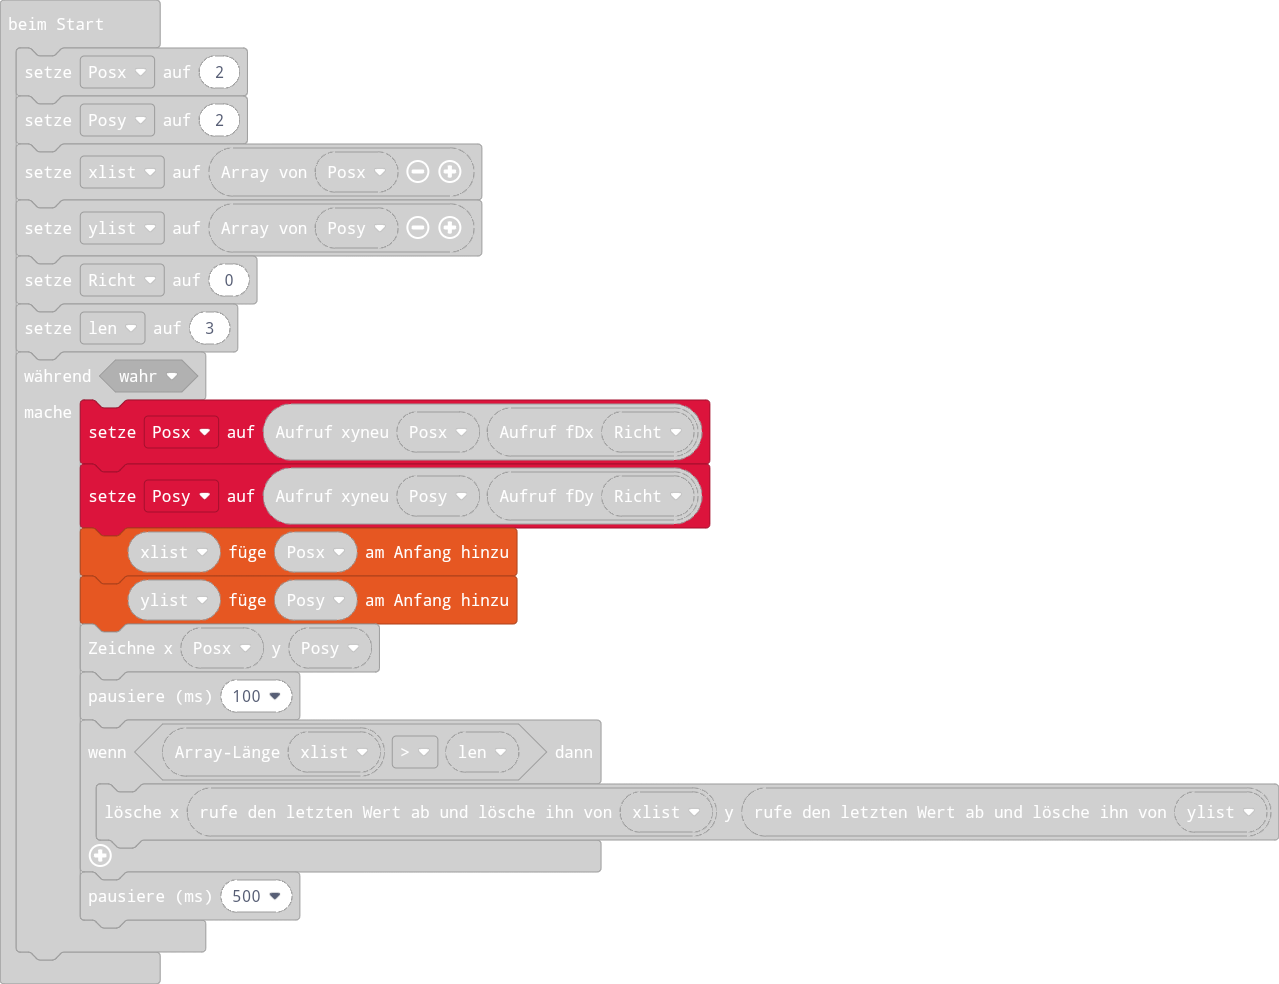 beim Start
setze Posx auf 2
setze Posy auf 2
setze xlist auf Array von Posx
setze ylist auf Array von Posy
setze Richt auf 0
setze len auf 3
während wahr
mache
setze Posx auf Aufruf xyneu Posx Aufruf fDx Richt
setze Posy auf Aufruf xyneu Posy Aufruf fDy Richt
xlist füge Posx am Anfang hinzu
ylist füge Posy am Anfang hinzu
Zeichne x Posx y Posy
pausiere (ms) 100
wenn Array-Länge xlist > len dann
lösche x rufe den letzten Wert ab und lösche ihn von xlist y rufe den letzten Wert ab und lösche ihn von ylist
pausiere (ms) 500